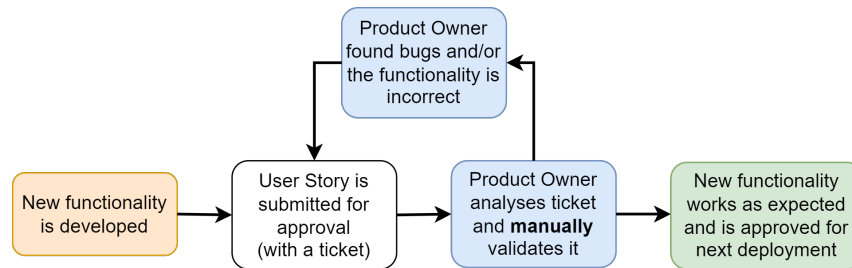 Product Owner
found bugs and/or
the functionality is
incorrect
New functionality
is developed
User Story is
submitted for
approval
(with a ticket)
Product Owner
analyses ticket
and manually
validates it
New functionality
works as expected
and is approved for
next deployment